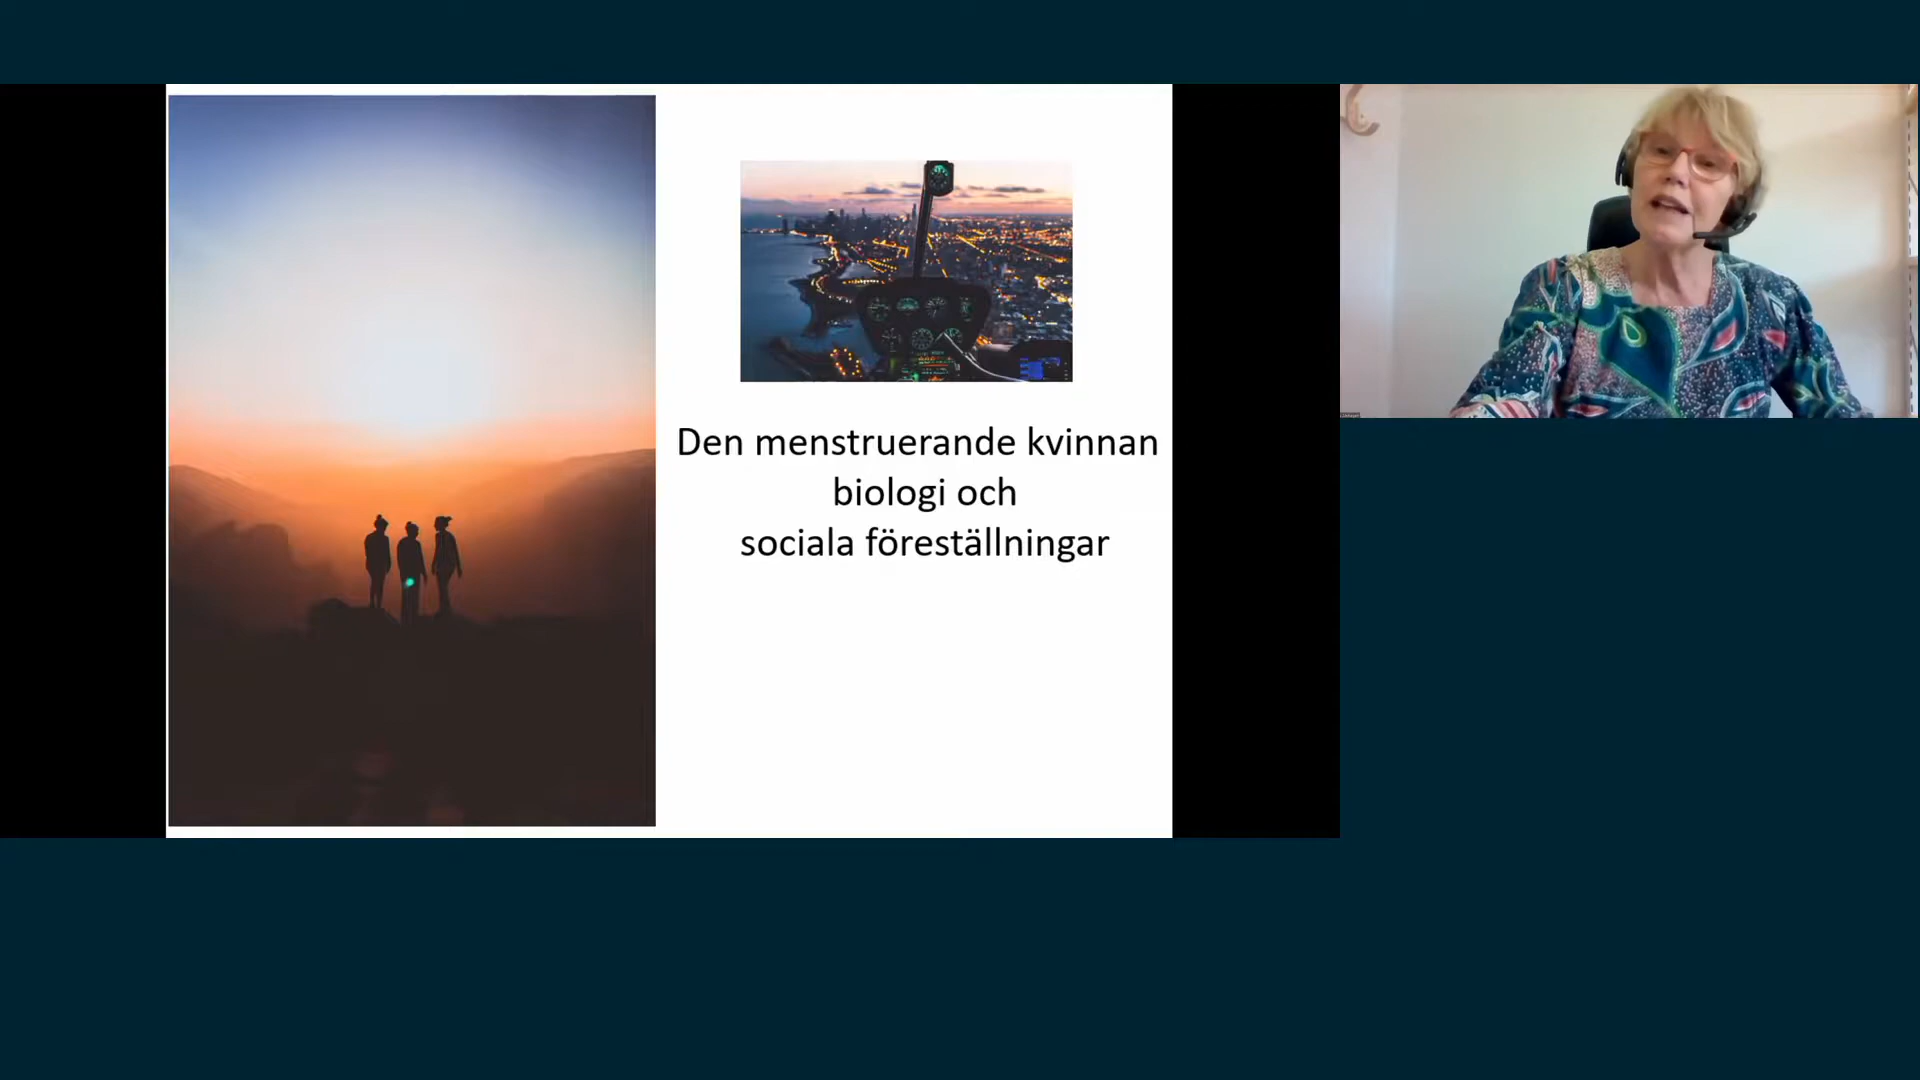 Den menstruerande kvinnan
biologi och
sociala föreställningar